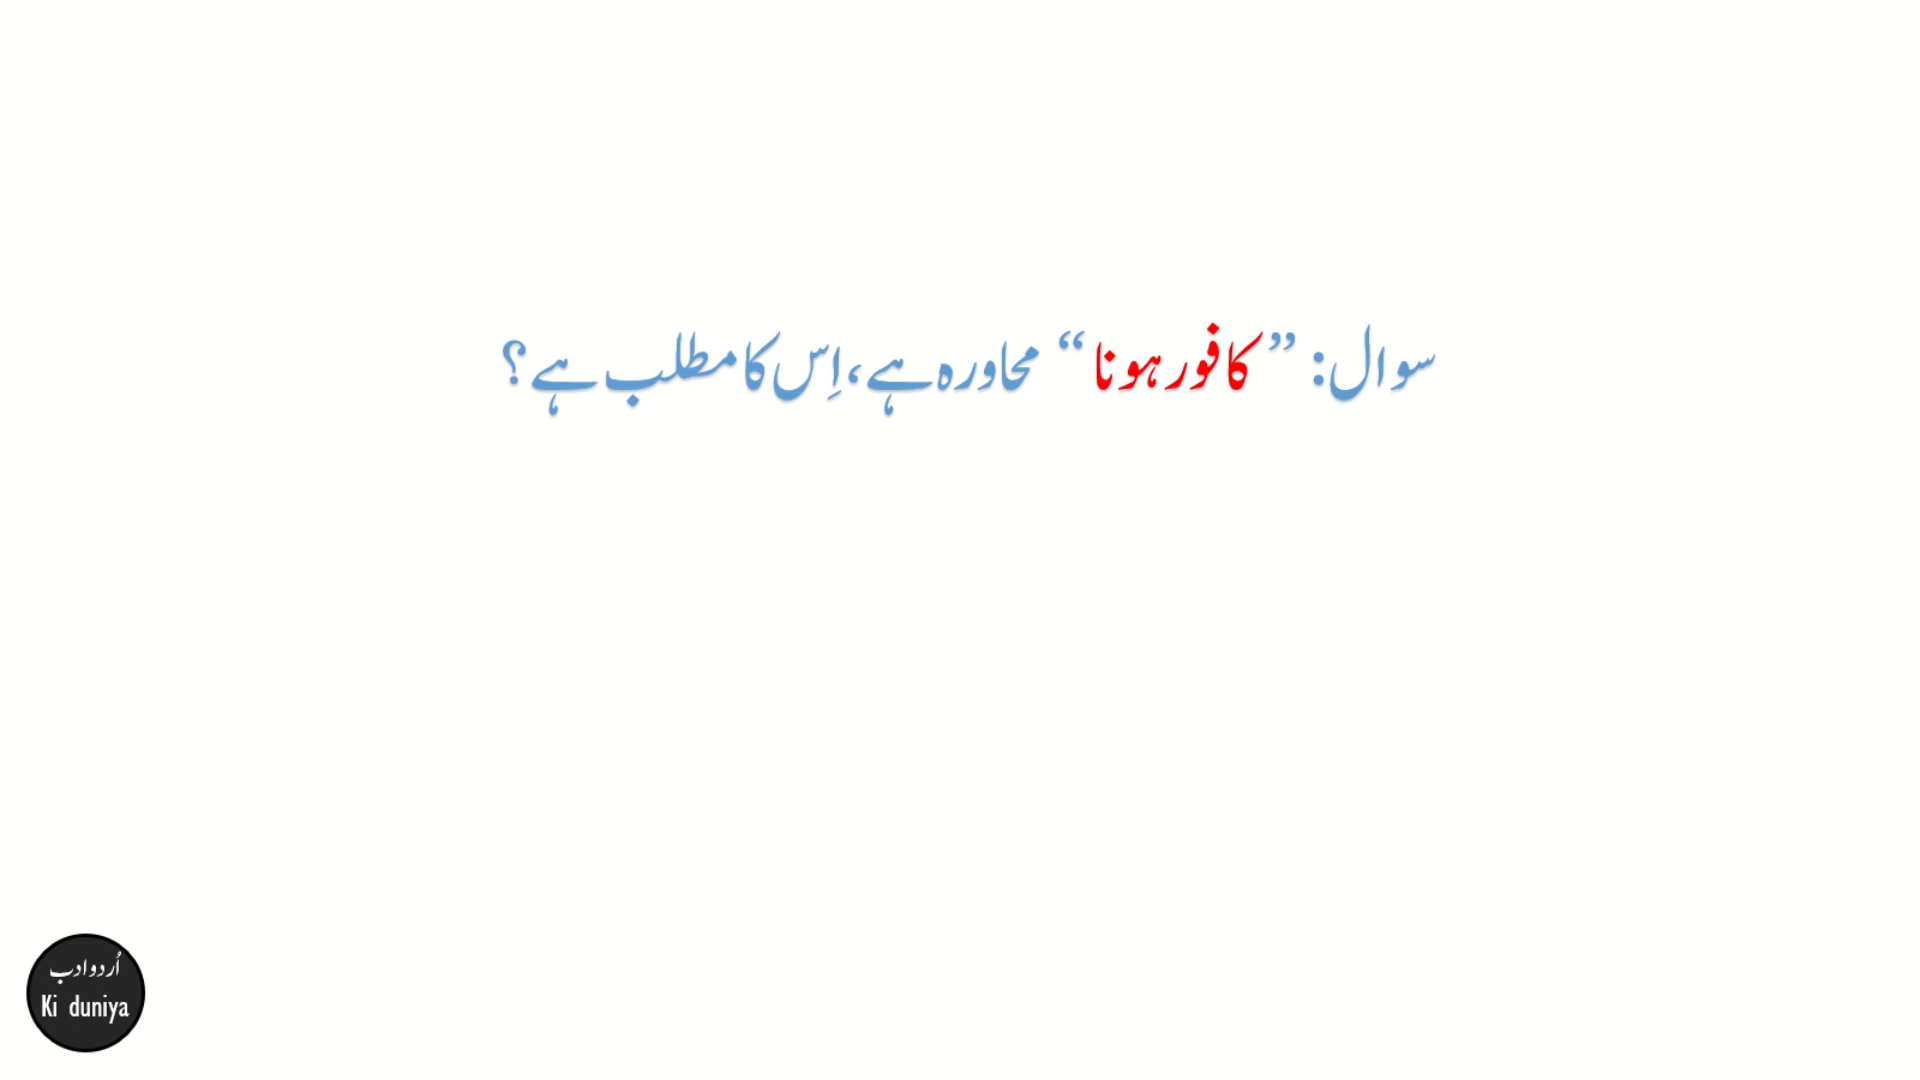 سوال: ”کافور ہونا“ محاورہ ہے، اِس کا مطلب ہے؟
اُردو ادب
Ki duniya